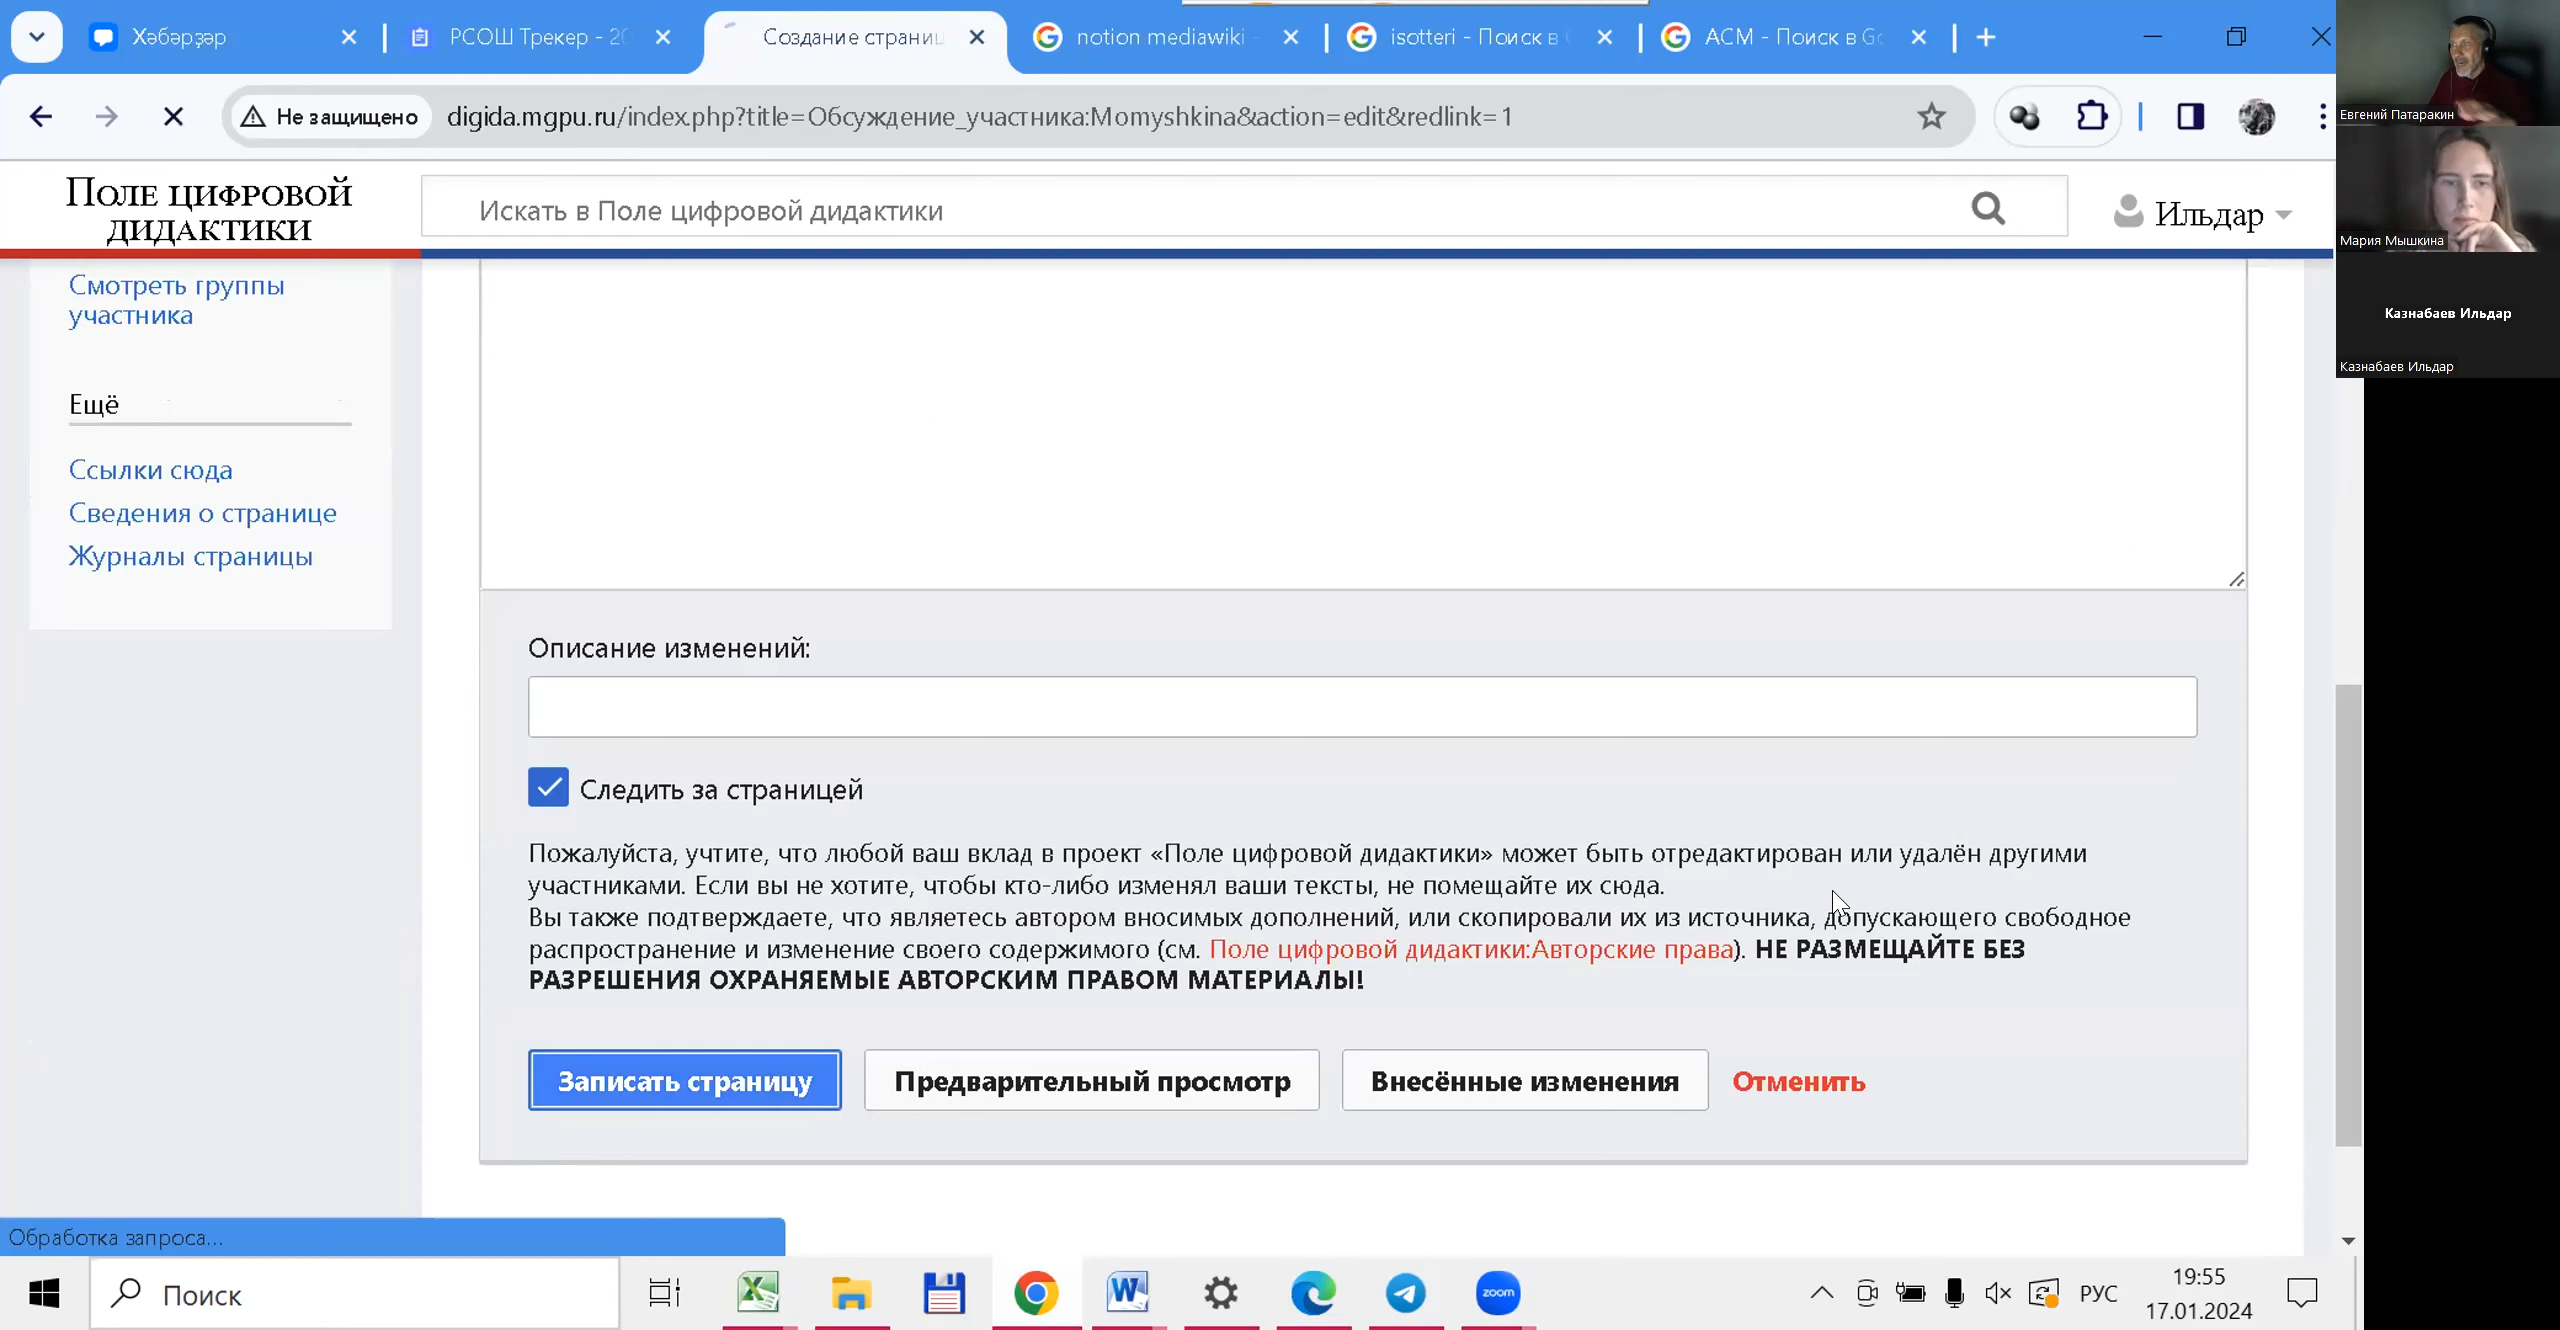 Хәбәрҙәр
РСОШ Трекер - 20
Создание страниц
notion mediawiki -
isotteri - Поиск в
ACM - Поиск в Go
Не защищено
digida.mgpu.ru/index.php?title=Обсуждение_участника:Momyshkina&action=edit&redlink=1
Евгений Патаракин
Мария Мышкина
Казнабаев Ильдар
Казнабаев Ильдар
Поле цифровой
дидактики
Искать в Поле цифровой дидактики
Ильдар
Смотреть группы
участника
Ещё
Ссылки сюда
Сведения о странице
Журналы страницы
Описание изменений:
Следить за страницей
Пожалуйста, учтите, что любой ваш вклад в проект «Поле цифровой дидактики» может быть отредактирован или удалён другими
участниками. Если вы не хотите, чтобы кто-либо изменял ваши тексты, не помещайте их сюда.
Вы также подтверждаете, что являетесь автором вносимых дополнений, или скопировали их из источника, допускающего свободное
распространение и изменение своего содержимого (см. Поле цифровой дидактики:Авторские права). НЕ РАЗМЕЩАЙТЕ БЕЗ
РАЗРЕШЕНИЯ ОХРАНЯЕМЫЕ АВТОРСКИМ ПРАВОМ МАТЕРИАЛЫ!
Записать страницу
Предварительный просмотр
Внесённые изменения
Отменить
Обработка запроса...
Поиск
zoom
РУС
19:55
17.01.2024